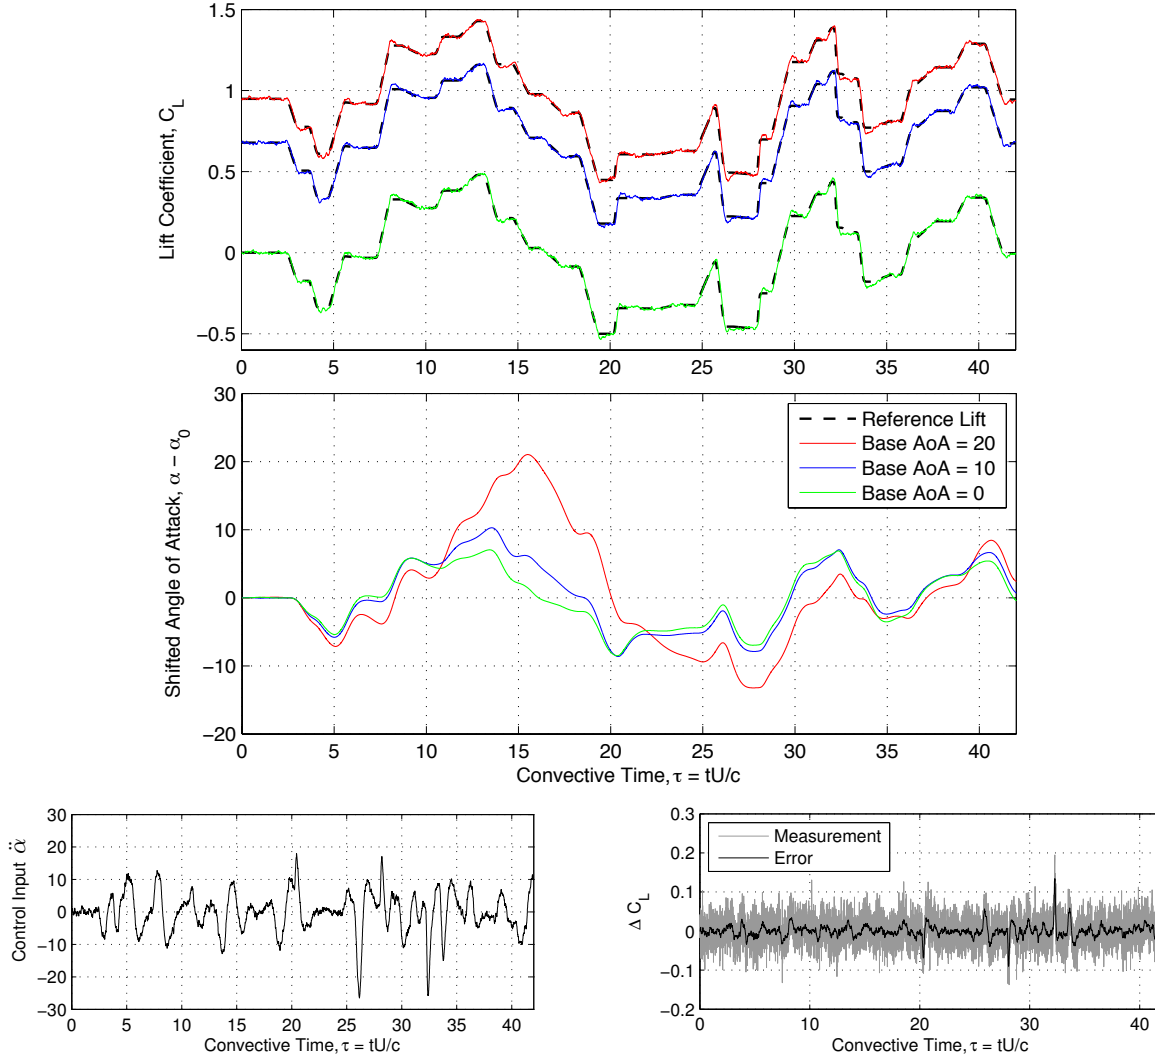 1.5
1
0.5
0
−0.5
Lift Coefficient, C_L
0 5 10 15 20 25 30 35 40
30
20
10
0
−10
−20
Shifted Angle of Attack, α − α_0
Reference Lift
Base AoA = 20
Base AoA = 10
Base AoA = 0
0 5 10 15 20 25 30 35 40
Convective Time, τ = tU/c
30
20
10
0
−10
−20
−30
Control Input α̈
0 5 10 15 20 25 30 35 40
Convective Time, τ = tU/c
0.3
0.2
0.1
0
−0.1
−0.2
Δ C_L
Measurement
Error
0 5 10 15 20 25 30 35 40
Convective Time, τ = tU/c